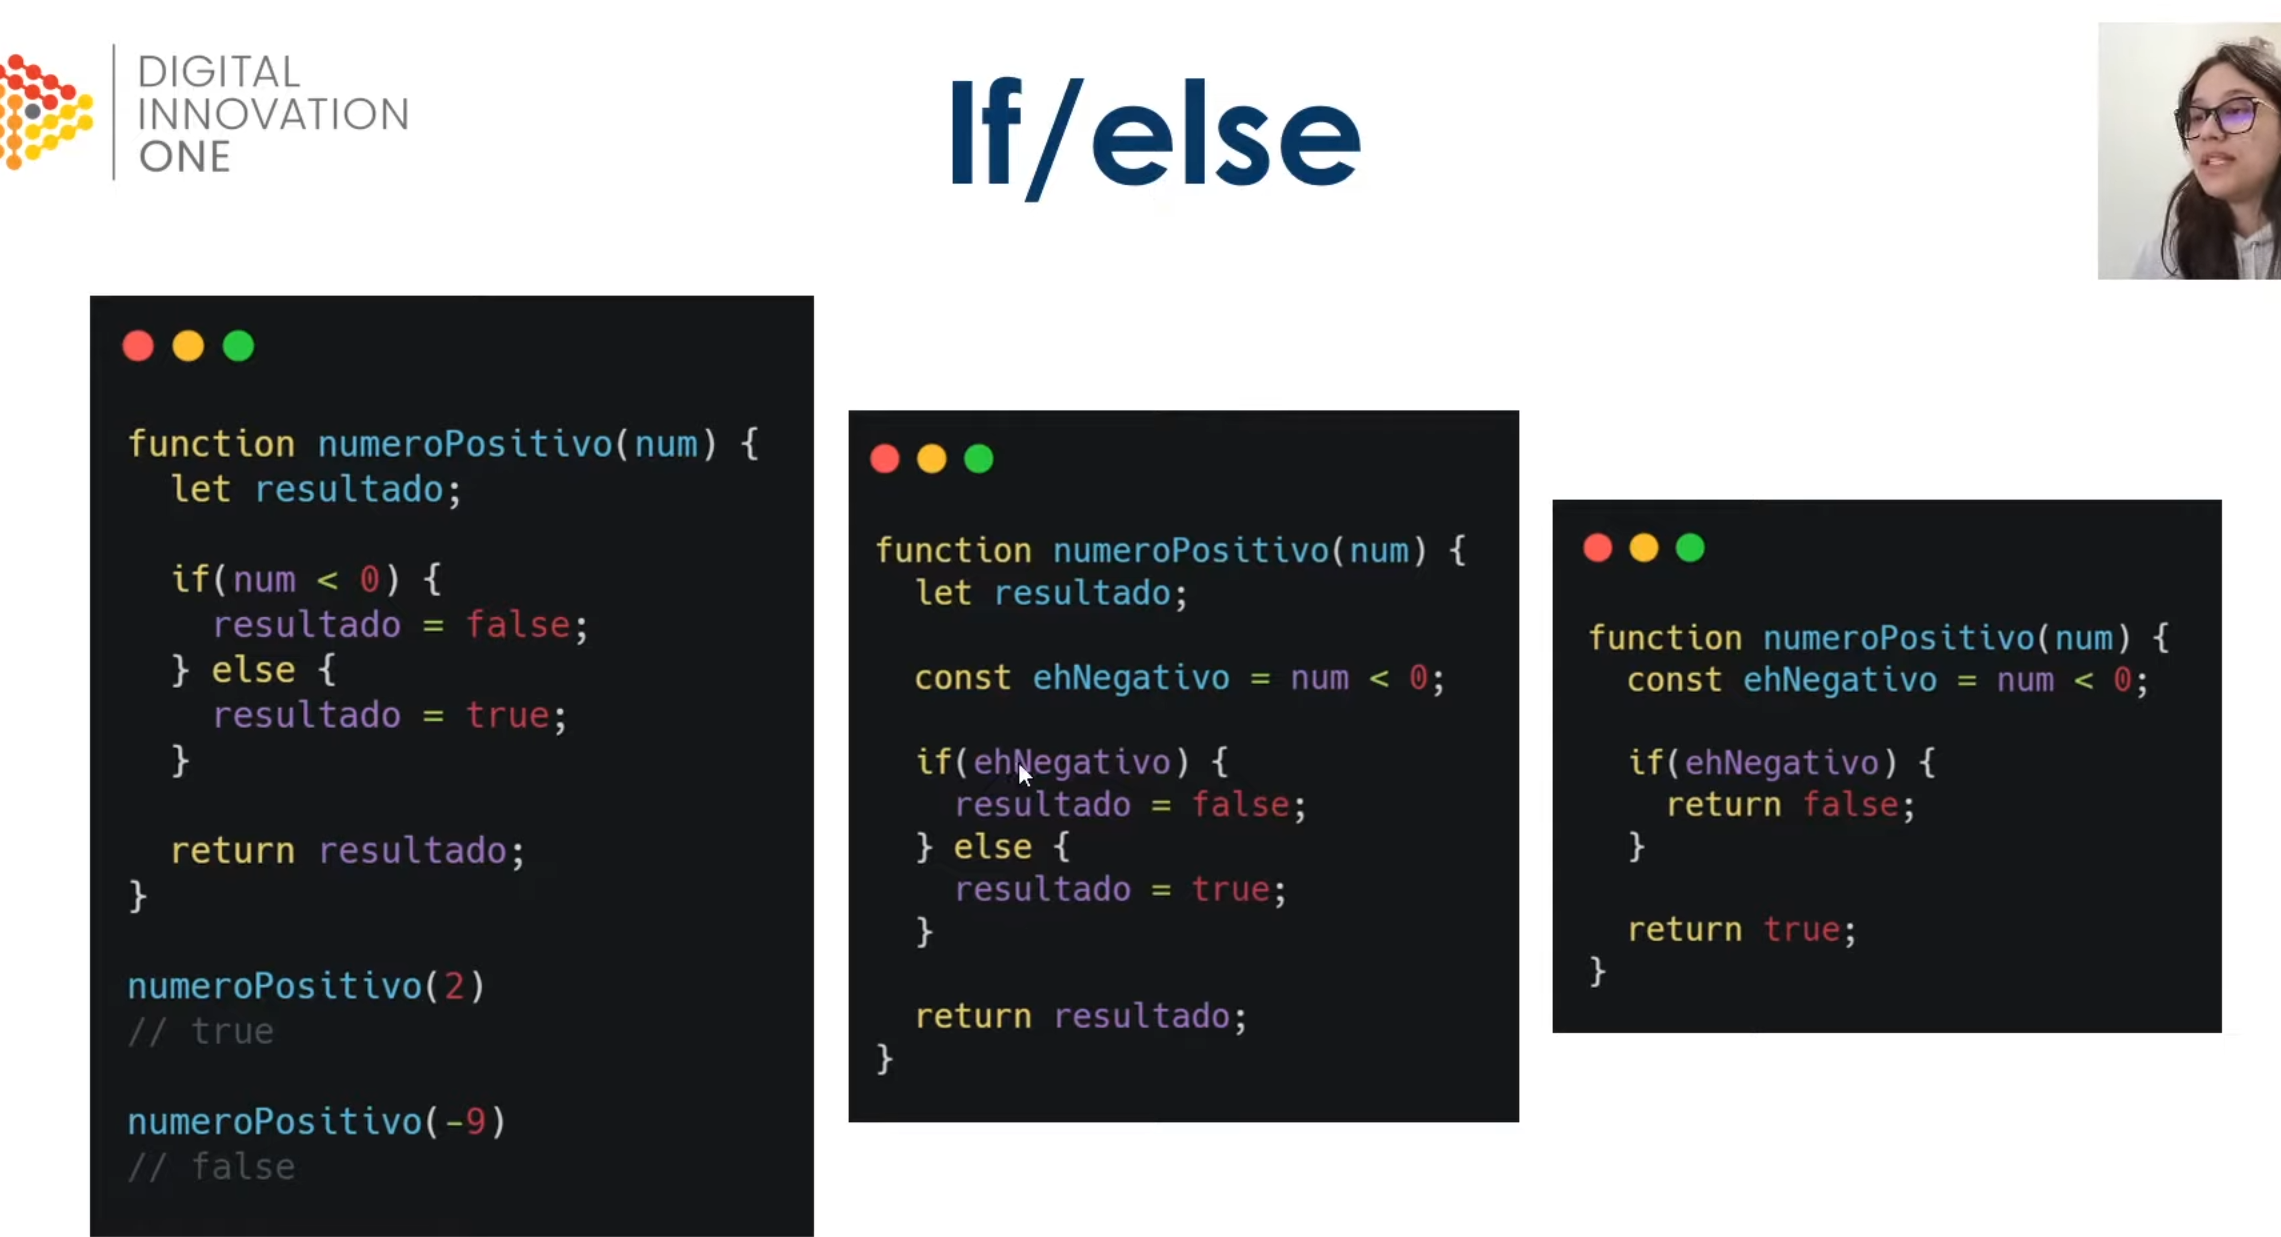 DIGITAL
INNOVATION
ONE
If/else
function numeroPositivo(num) {
let resultado;
if(num < 0) {
resultado = false;
} else {
resultado = true;
}
return resultado;
}
numeroPositivo(2)
// true
numeroPositivo(-9)
// false
function numeroPositivo(num) {
let resultado;
const ehNegativo = num < 0;
if(ehNegativo) {
resultado = false;
} else {
resultado = true;
}
return resultado;
}
function numeroPositivo(num) {
const ehNegativo = num < 0;
if(ehNegativo) {
return false;
}
return true;
}